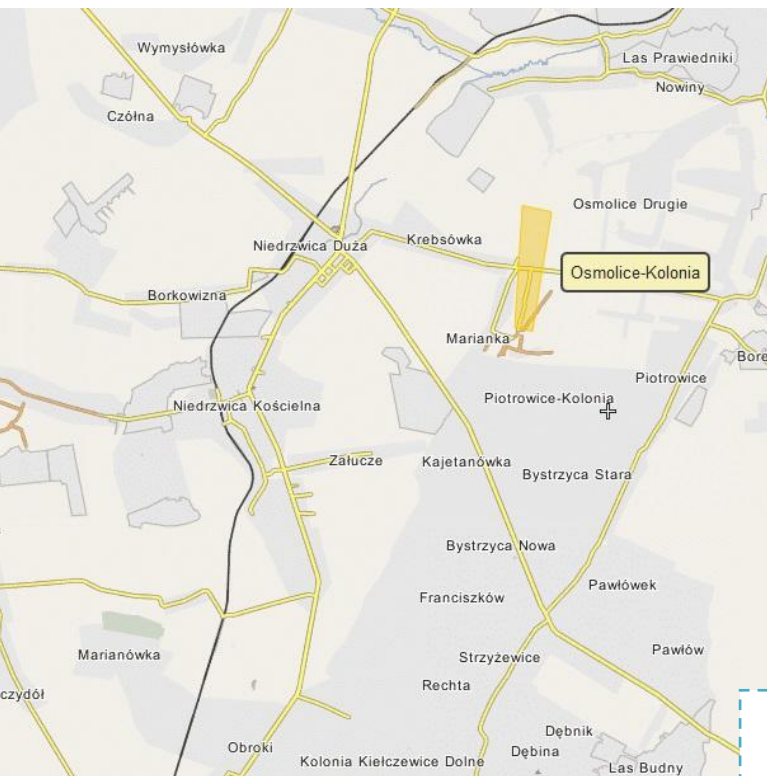 Wymysłówka
Las Prawiedniki
Nowiny
Czółna
Osmolice Drugie
Niedrzwica Duża
Krebsówka
Osmolice-Kolonia
Borkowizna
Marianka
Bore
Piotrowice
Piotrowice-Kolonia
Niedrzwica Kościelna
Załucze
Kajetanówka
Bystrzyca Stara
Bystrzyca Nowa
Pawłówek
Franciszków
Marianówka
Strzyżewice
Pawłów
Rechta
czydół
Dębnik
Obroki
Dębina
Kolonia Kiełczewice Dolne
Las Budny